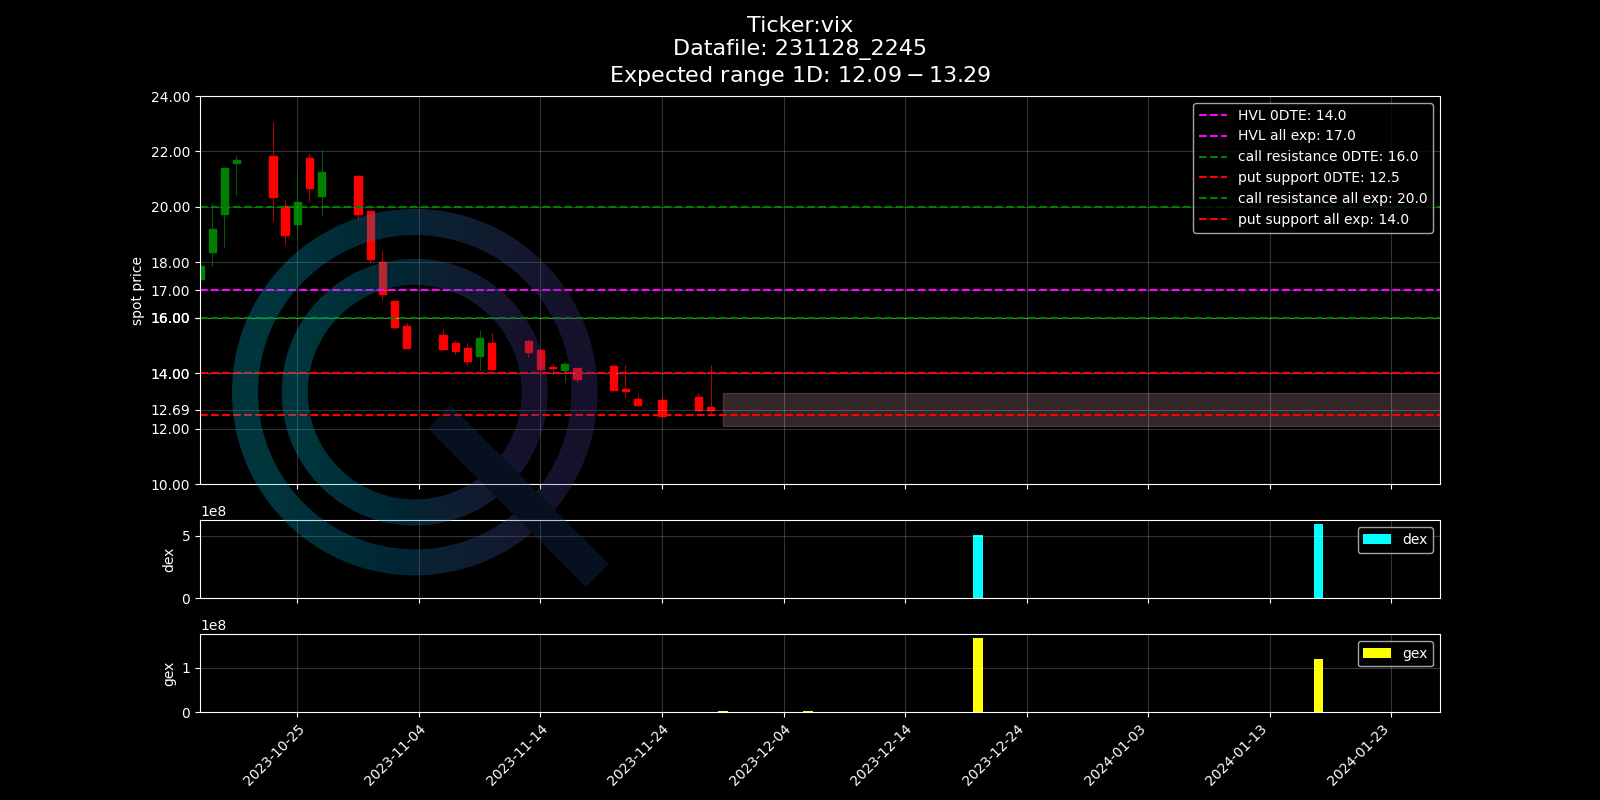 Ticker:vix
Datafile: 231128_2245
Expected range 1D: 12.09 − 13.29
24.00
22.00
20.00
18.00
17.00
16.00
14.00
12.69
12.00
10.00
spot price
HVL 0DTE: 14.0
HVL all exp: 17.0
call resistance 0DTE: 16.0
put support 0DTE: 12.5
call resistance all exp: 20.0
put support all exp: 14.0
1e8
5
0
dex
dex
1e8
1
0
gex
gex
2023-10-25
2023-11-04
2023-11-14
2023-11-24
2023-12-04
2023-12-14
2023-12-24
2024-01-03
2024-01-13
2024-01-23